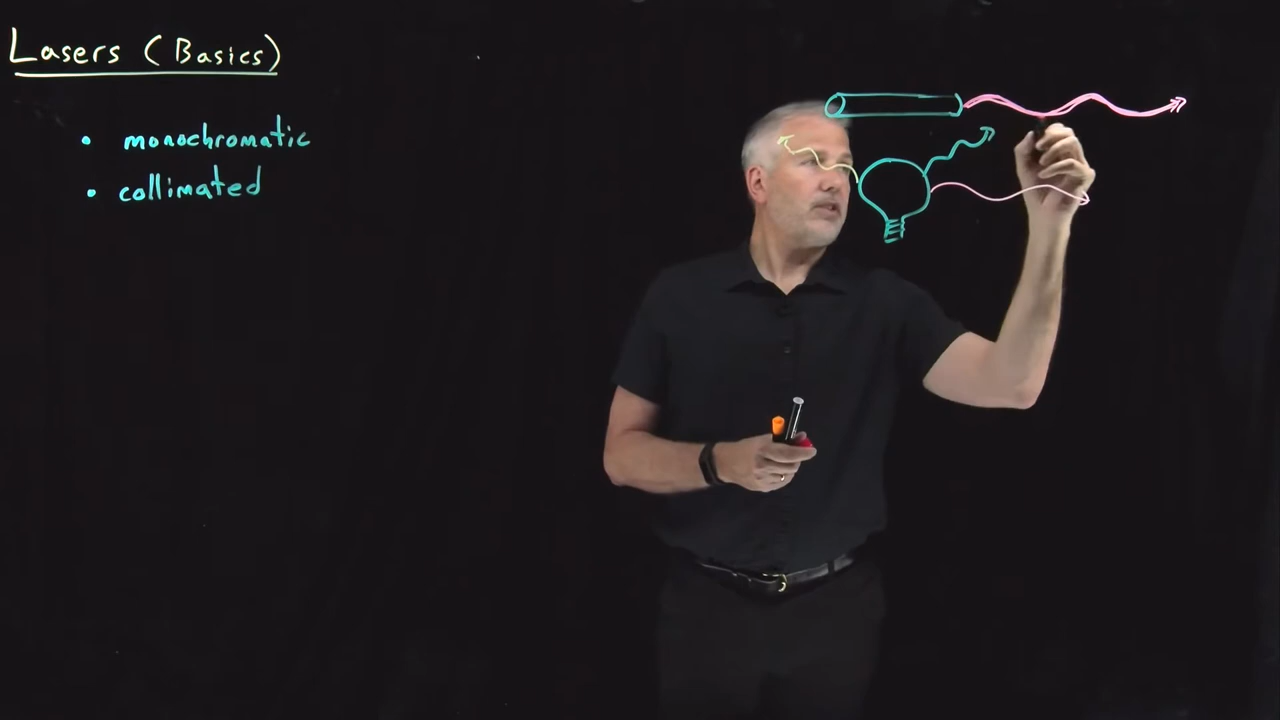 Lasers (Basics)
• monochromatic
• collimated